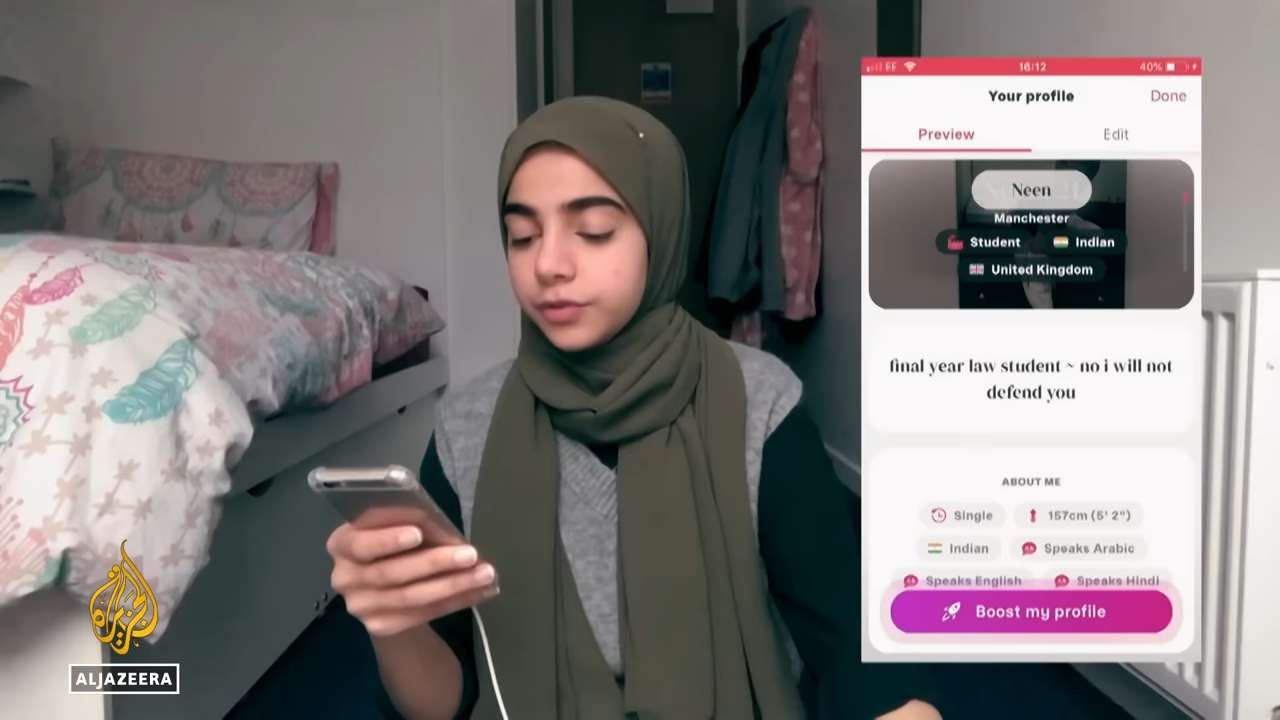 EE
16:12
40%
Your profile
Done
Preview
Edit
Neen
Manchester
Student
Indian
United Kingdom
final year law student ~ no i will not
defend you
ABOUT ME
Single
157cm (5' 2")
Indian
Speaks Arabic
Speaks English
Speaks Hindi
Boost my profile
الجزيرة
ALJAZEERA